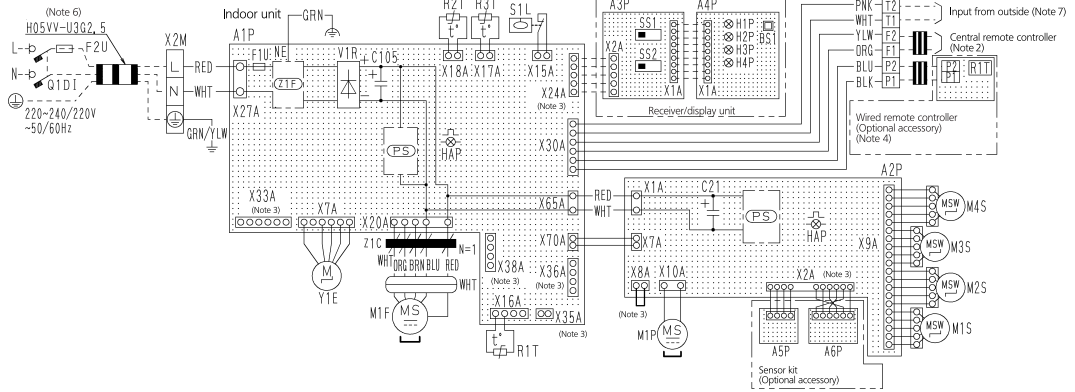 (Note 6)
H05VV-U3G2,5
L
N
F2U
Q1DI
220~240/220V
~50/60Hz
X2M
L
N
RED
WHT
GRN/YLW
Indoor unit
GRN
A1P
F1U
NE
V1R
C105
Z1F
X27A
PS
HAP
R2T
R3T
t°
t°
X18A
X17A
S1L
X15A
X24A
(Note 3)
X30A
X65A
X70A
X33A
(Note 3)
X7A
M
Y1E
X20A
Z1C
N=1
WHT
ORG
BRN
BLU
RED
WHT
M1F
MS
X38A
(Note 3)
X36A
(Note 3)
X16A
X35A
(Note 3)
t°
R1T
A3P
A4P
SS1
SS2
X2A
X1A
H1P
H2P
H3P
H4P
BS1
X1A
Receiver/display unit
PNK
T2
WHT
T1
Input from outside (Note 7)
YLW
F2
ORG
F1
Central remote controller
(Note 2)
BLU
P2
BLK
P1
P2
P1
R1T
Wired remote controller
(Optional accessory)
(Note 4)
A2P
RED
WHT
X1A
C21
PS
HAP
X7A
X8A
X10A
(Note 3)
M1P
MS
X2A
(Note 3)
X9A
MSW
M4S
MSW
M3S
MSW
M2S
MSW
M1S
A5P
A6P
Sensor kit
(Optional accessory)